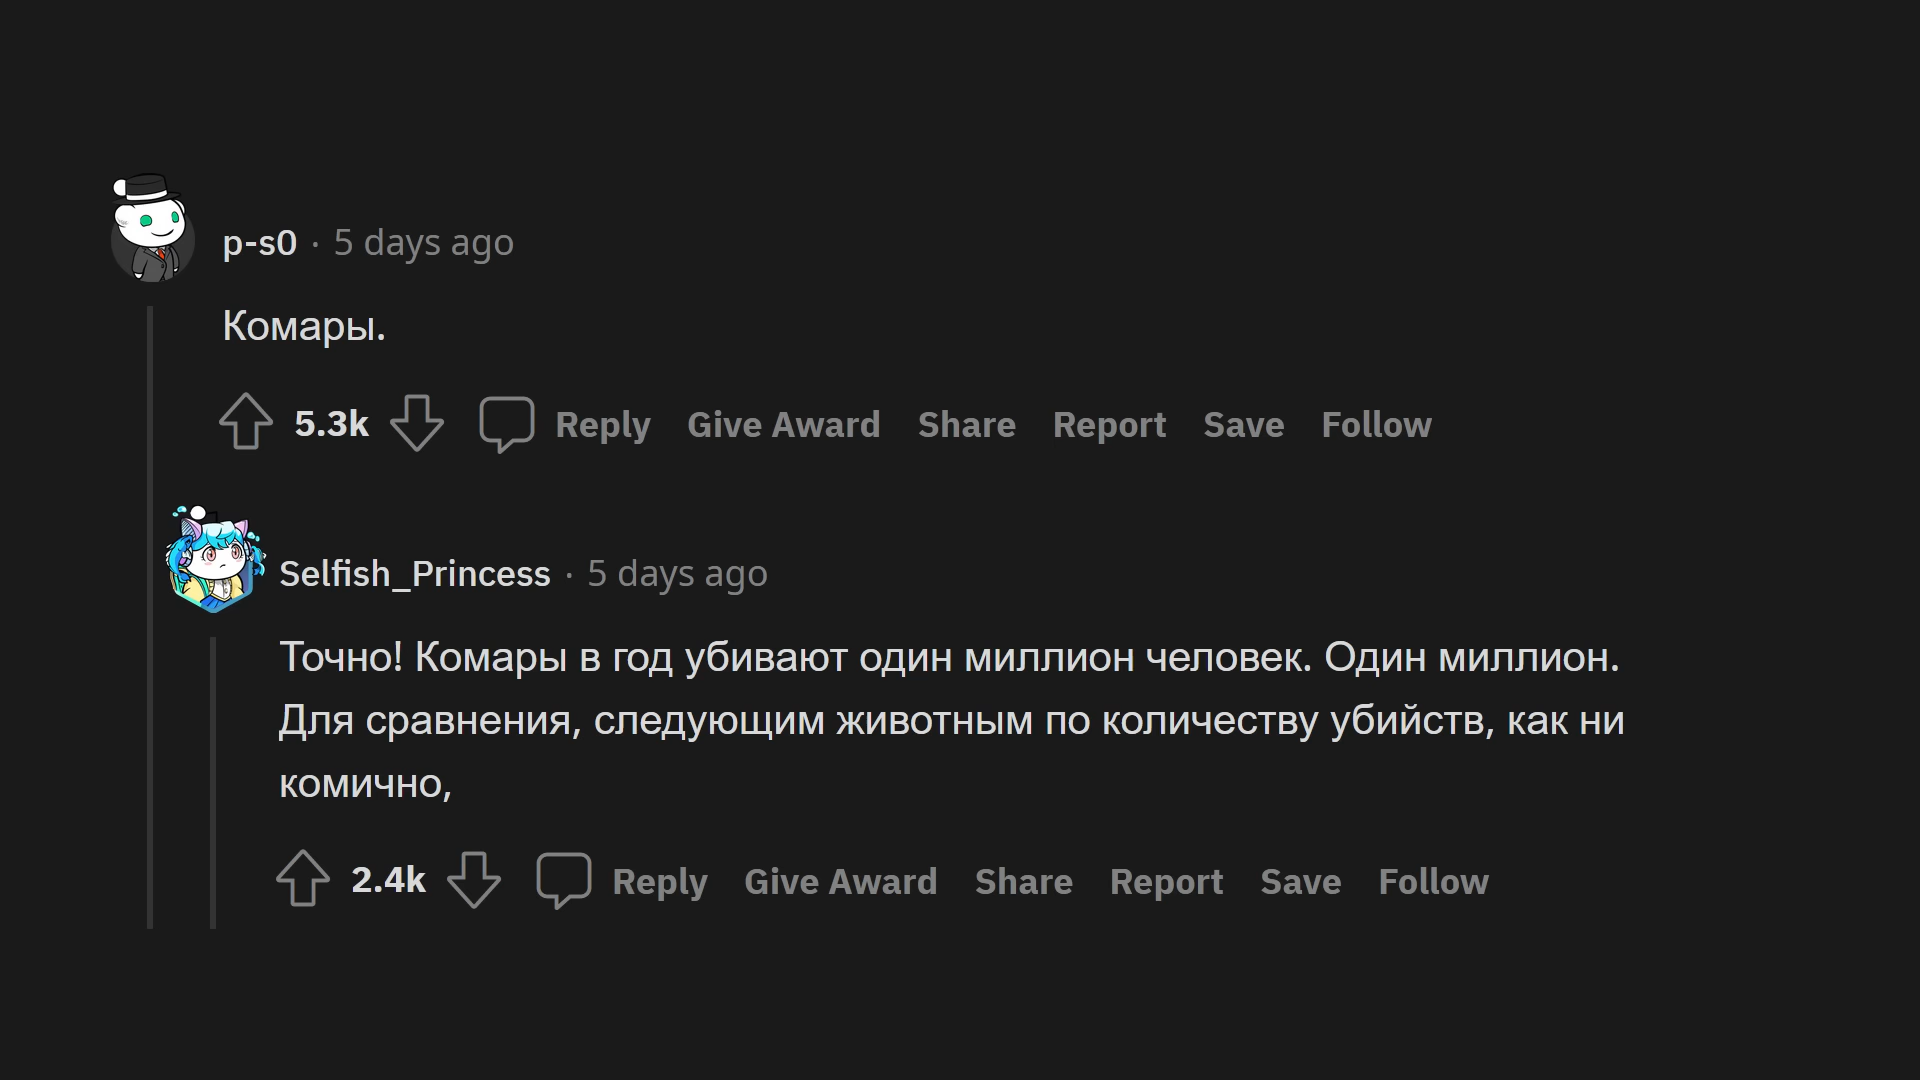 p-s0 · 5 days ago
Комары.
5.3k Reply Give Award Share Report Save Follow
Selfish_Princess · 5 days ago
Точно! Комары в год убивают один миллион человек. Один миллион.
Для сравнения, следующим животным по количеству убийств, как ни
комично,
2.4k Reply Give Award Share Report Save Follow